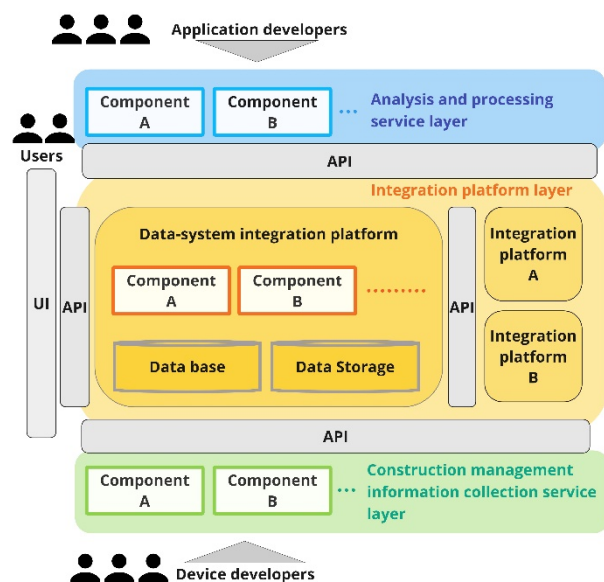 Application developers
Component
A
Component
B
...
Analysis and processing
service layer
Users
API
Integration platform layer
UI
API
Data-system integration platform
Component
A
Component
B
.........
Data base
Data Storage
API
Integration
platform
A
Integration
platform
B
API
Component
A
Component
B
...
Construction management
information collection service
layer
Device developers